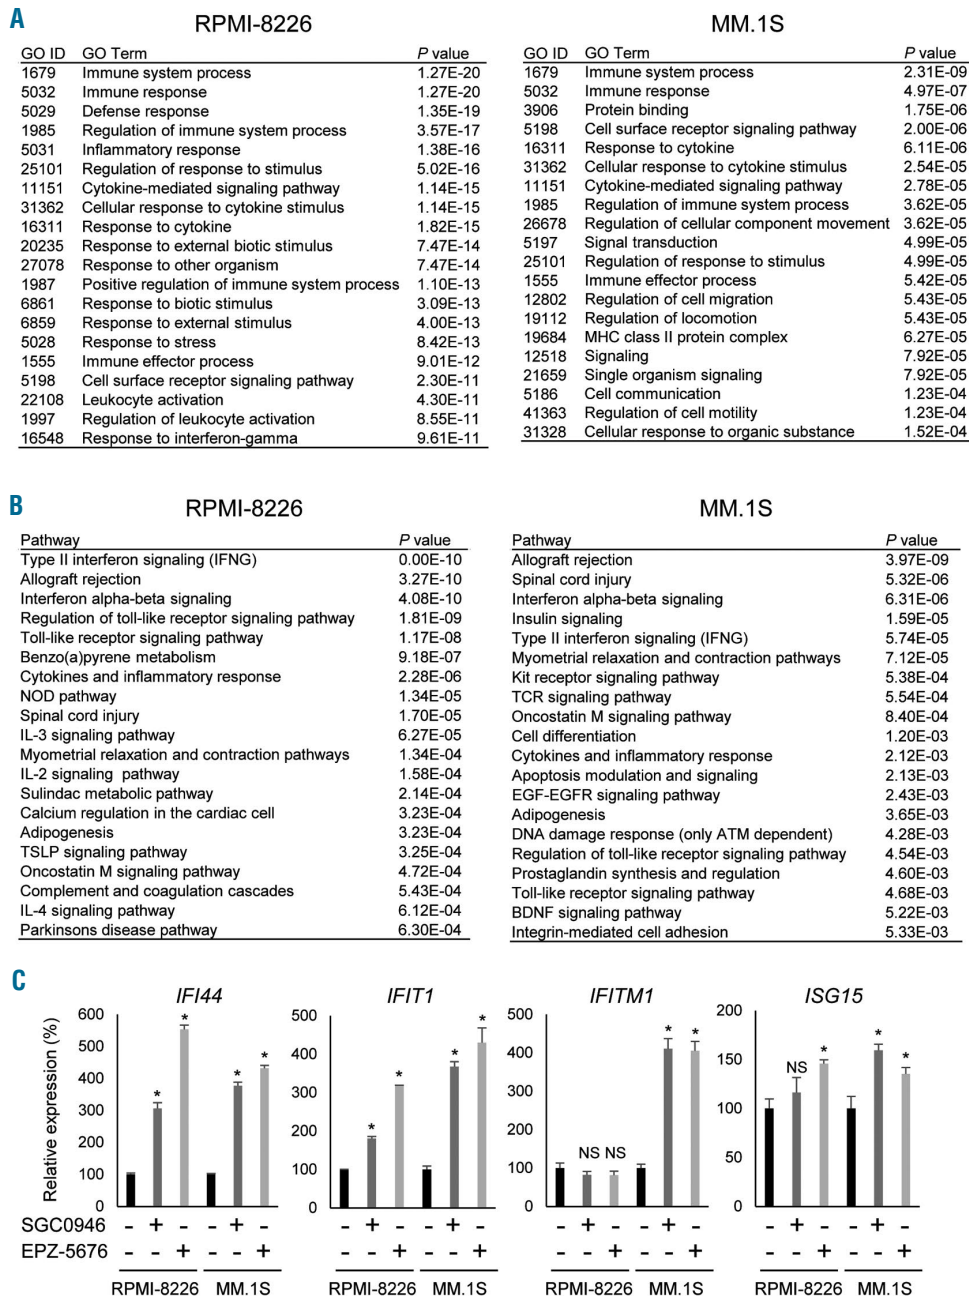 A
RPMI-8226
GO ID GO Term P value
1679 Immune system process 1.27E-20
5032 Immune response 1.27E-20
5029 Defense response 1.35E-19
1985 Regulation of immune system process 3.57E-17
5031 Inflammatory response 1.38E-16
25101 Regulation of response to stimulus 5.02E-16
11151 Cytokine-mediated signaling pathway 1.14E-15
31362 Cellular response to cytokine stimulus 1.14E-15
16311 Response to cytokine 1.82E-15
20235 Response to external biotic stimulus 7.47E-14
27078 Response to other organism 7.47E-14
1987 Positive regulation of immune system process 1.10E-13
6861 Response to biotic stimulus 3.09E-13
6859 Response to external stimulus 4.00E-13
5028 Response to stress 8.42E-13
1555 Immune effector process 9.01E-12
5198 Cell surface receptor signaling pathway 2.30E-11
22108 Leukocyte activation 4.30E-11
1997 Regulation of leukocyte activation 8.55E-11
16548 Response to interferon-gamma 9.61E-11
MM.1S
GO ID GO Term P value
1679 Immune system process 2.31E-09
5032 Immune response 4.97E-07
3906 Protein binding 1.75E-06
5198 Cell surface receptor signaling pathway 2.00E-06
16311 Response to cytokine 6.11E-06
31362 Cellular response to cytokine stimulus 2.54E-05
11151 Cytokine-mediated signaling pathway 2.78E-05
1985 Regulation of immune system process 3.62E-05
26678 Regulation of cellular component movement 3.62E-05
5197 Signal transduction 4.99E-05
25101 Regulation of response to stimulus 4.99E-05
1555 Immune effector process 5.42E-05
12802 Regulation of cell migration 5.43E-05
19112 Regulation of locomotion 5.43E-05
19684 MHC class II protein complex 6.27E-05
12518 Signaling 7.92E-05
21659 Single organism signaling 7.92E-05
5186 Cell communication 1.23E-04
41363 Regulation of cell motility 1.23E-04
31328 Cellular response to organic substance 1.52E-04
B
RPMI-8226
Pathway P value
Type II interferon signaling (IFNG) 0.00E-10
Allograft rejection 3.27E-10
Interferon alpha-beta signaling 4.08E-10
Regulation of toll-like receptor signaling pathway 1.81E-09
Toll-like receptor signaling pathway 1.17E-08
Benzo(a)pyrene metabolism 9.18E-07
Cytokines and inflammatory response 2.28E-06
NOD pathway 1.34E-05
Spinal cord injury 1.70E-05
IL-3 signaling pathway 6.27E-05
Myometrial relaxation and contraction pathways 1.34E-04
IL-2 signaling pathway 1.58E-04
Sulindac metabolic pathway 2.14E-04
Calcium regulation in the cardiac cell 3.23E-04
Adipogenesis 3.23E-04
TSLP signaling pathway 3.25E-04
Oncostatin M signaling pathway 4.72E-04
Complement and coagulation cascades 5.43E-04
IL-4 signaling pathway 6.12E-04
Parkinsons disease pathway 6.30E-04
MM.1S
Pathway P value
Allograft rejection 3.97E-09
Spinal cord injury 5.32E-06
Interferon alpha-beta signaling 6.31E-06
Insulin signaling 1.59E-05
Type II interferon signaling (IFNG) 5.74E-05
Myometrial relaxation and contraction pathways 7.12E-05
Kit receptor signaling pathway 5.38E-04
TCR signaling pathway 5.54E-04
Oncostatin M signaling pathway 8.40E-04
Cell differentiation 1.20E-03
Cytokines and inflammatory response 2.12E-03
Apoptosis modulation and signaling 2.13E-03
EGF-EGFR signaling pathway 2.43E-03
Adipogenesis 3.65E-03
DNA damage response (only ATM dependent) 4.28E-03
Regulation of toll-like receptor signaling pathway 4.54E-03
Prostaglandin synthesis and regulation 4.60E-03
Toll-like receptor signaling pathway 4.68E-03
BDNF signaling pathway 5.22E-03
Integrin-mediated cell adhesion 5.33E-03
C
Relative expression (%)
IFI44
600
500
400
300
200
100
0
* * * *
IFIT1
500
400
300
200
100
0
* * * *
IFITM1
500
400
300
200
100
0
NS NS * *
ISG15
200
150
100
50
0
NS * * *
SGC0946 - + - - + - - + - - + - - + - - + - - + - - + -
EPZ-5676 - - + - - + - - + - - + - - + - - + - - + - - +
RPMI-8226 MM.1S RPMI-8226 MM.1S RPMI-8226 MM.1S RPMI-8226 MM.1S